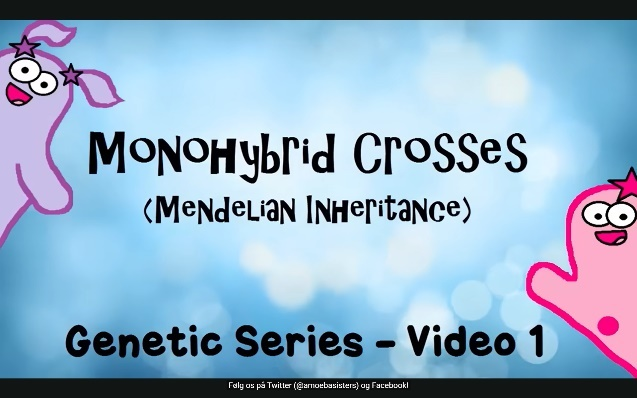 Monohybrid Crosses
(Mendelian Inheritance)
Genetic Series - Video 1
Følg os på Twitter (@amoebasisters) og Facebook!